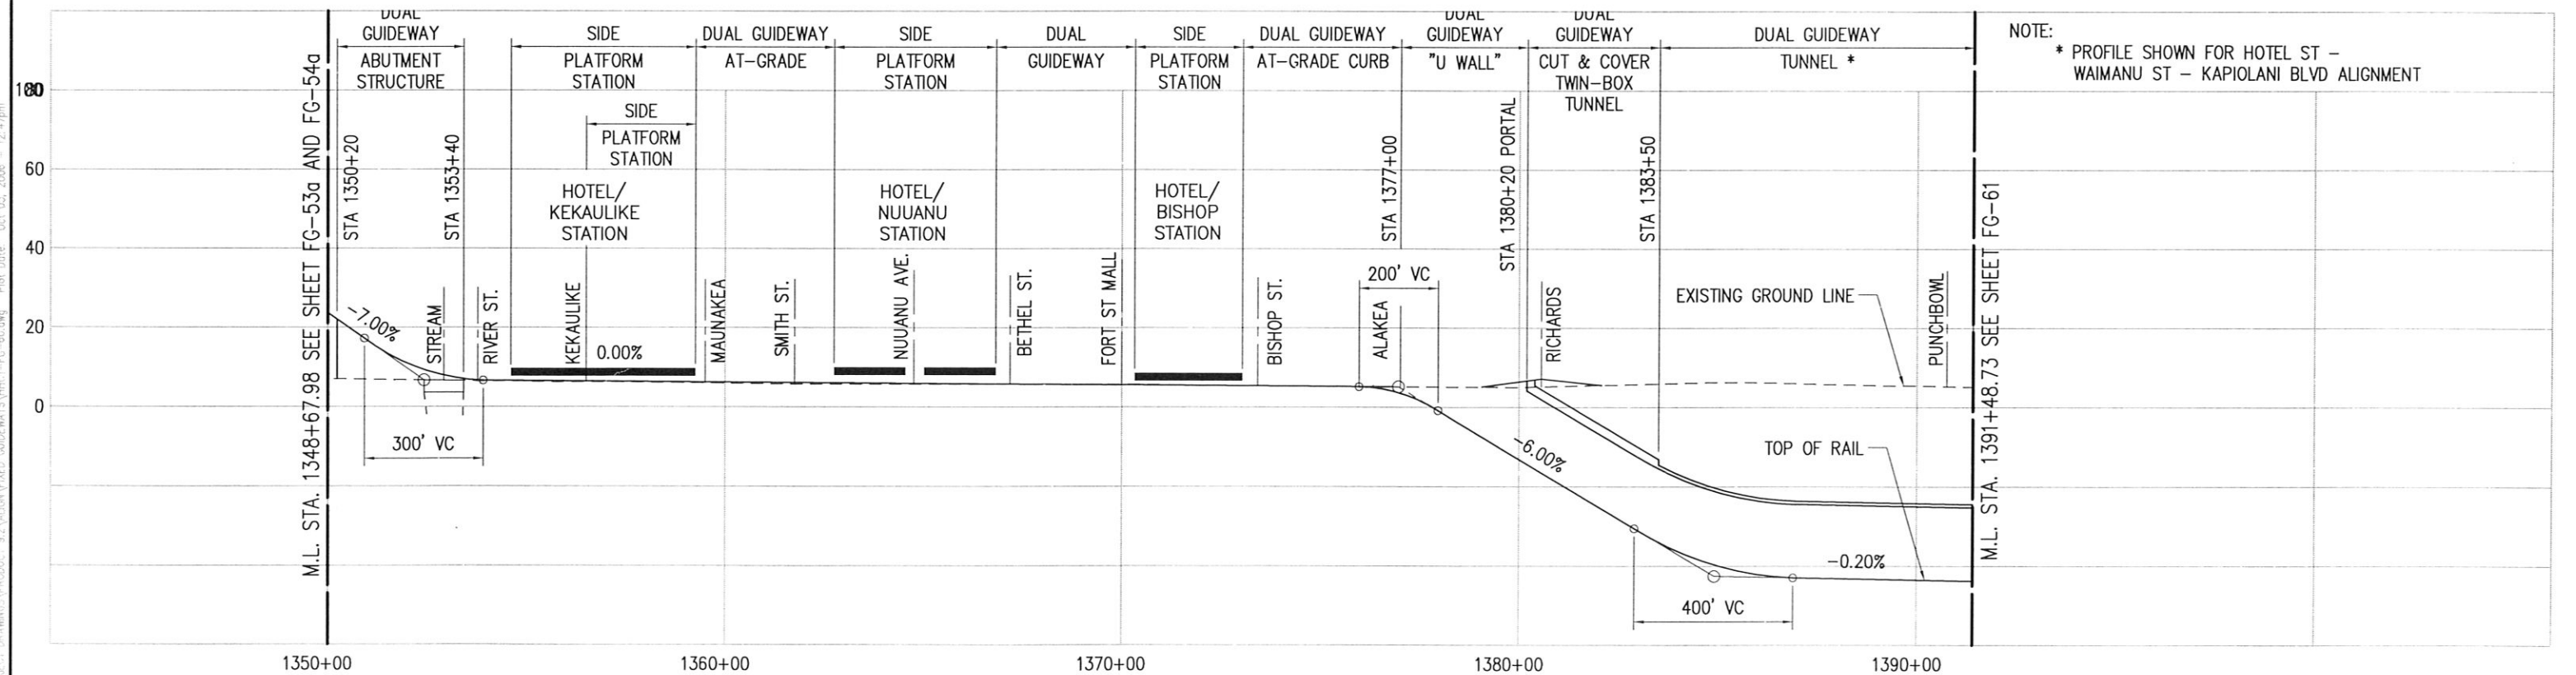 DUAL
GUIDEWAY
ABUTMENT
STRUCTURE
SIDE
PLATFORM
STATION
SIDE
PLATFORM
STATION
DUAL GUIDEWAY
AT-GRADE
SIDE
PLATFORM
STATION
DUAL
GUIDEWAY
SIDE
PLATFORM
STATION
DUAL GUIDEWAY
AT-GRADE CURB
DUAL
GUIDEWAY
"U WALL"
DUAL
GUIDEWAY
CUT & COVER
TWIN-BOX
TUNNEL
DUAL GUIDEWAY
TUNNEL *
NOTE:
* PROFILE SHOWN FOR HOTEL ST -
WAIMANU ST - KAPIOLANI BLVD ALIGNMENT
60
40
20
0
M.L. STA. 1348+67.98 SEE SHEET FG-53a AND FG-54a
STA 1350+20
STA 1353+40
HOTEL/
KEKAULIKE
STATION
HOTEL/
NUUANU
STATION
HOTEL/
BISHOP
STATION
STA 1377+00
STA 1380+20 PORTAL
STA 1383+50
M.L. STA. 1391+48.73 SEE SHEET FG-61
-7.00%
STREAM
RIVER ST.
KEKAULIKE
0.00%
MAUNAKEA
SMITH ST.
NUUANU AVE.
BETHEL ST.
FORT ST MALL
BISHOP ST.
200' VC
ALAKEA
RICHARDS
EXISTING GROUND LINE
PUNCHBOWL
300' VC
-6.00%
TOP OF RAIL
-0.20%
400' VC
1350+00
1360+00
1370+00
1380+00
1390+00